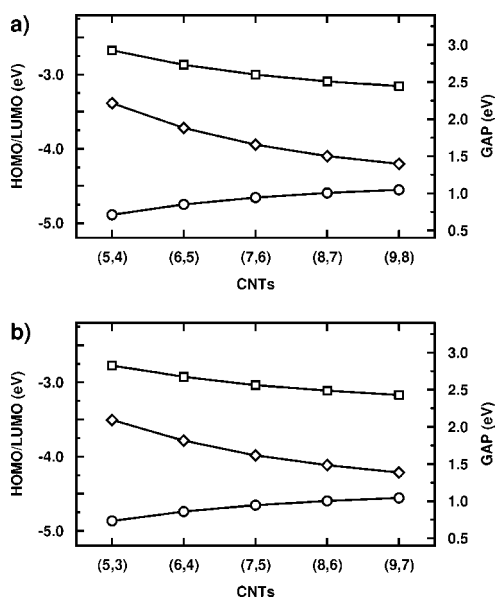 a)
HOMO/LUMO (eV)
-3.0
-4.0
-5.0
3.0
2.5
2.0
1.5
1.0
0.5
GAP (eV)
(5,4) (6,5) (7,6) (8,7) (9,8)
CNTs
b)
HOMO/LUMO (eV)
-3.0
-4.0
-5.0
3.0
2.5
2.0
1.5
1.0
0.5
GAP (eV)
(5,3) (6,4) (7,5) (8,6) (9,7)
CNTs